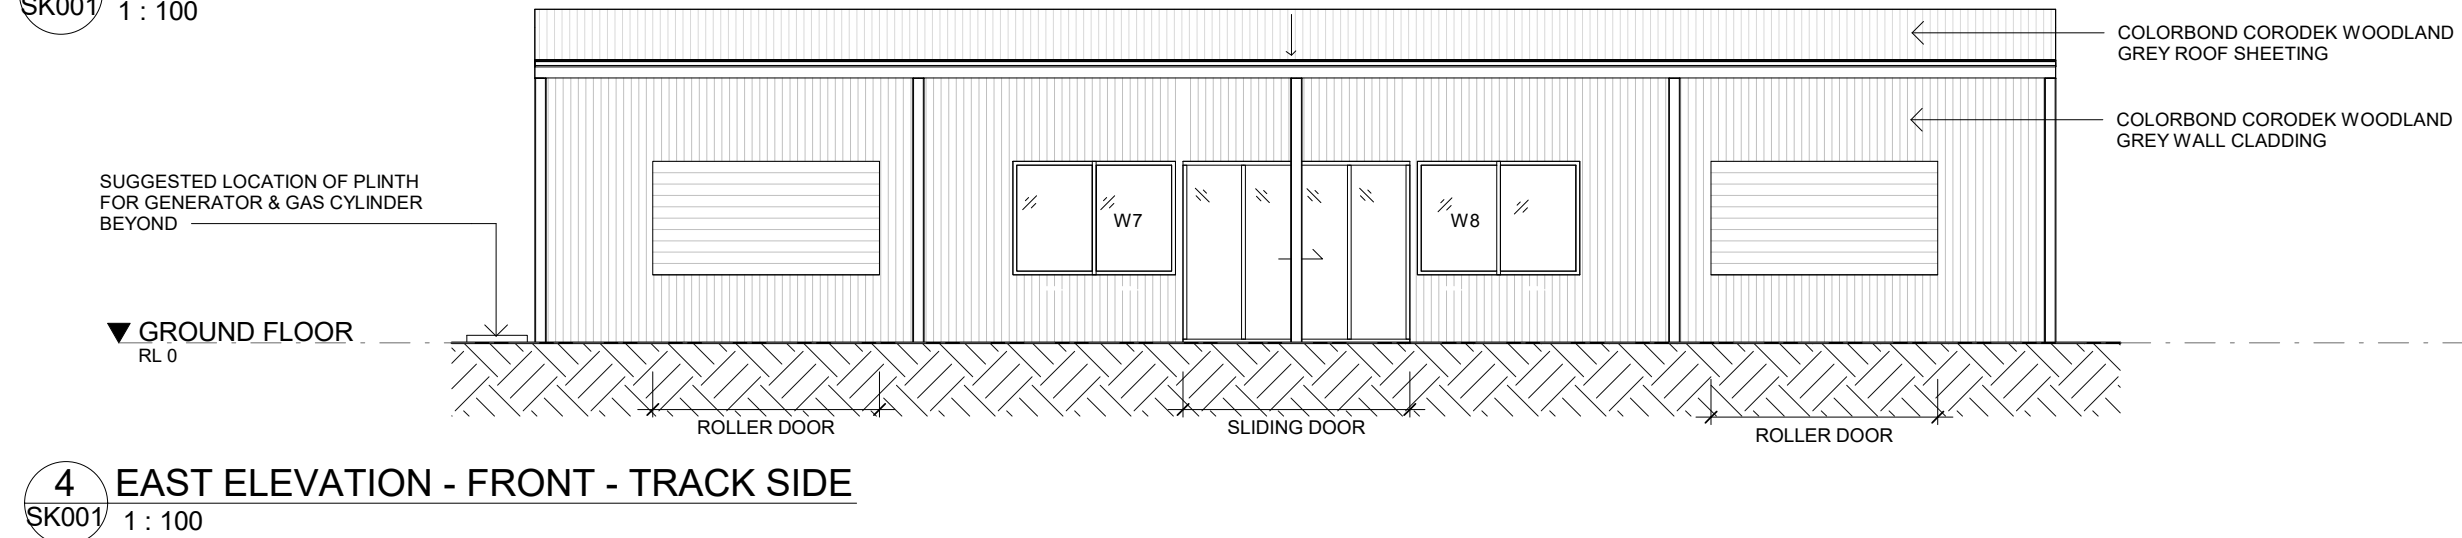 SK001
1 : 100
COLORBOND CORODEK WOODLAND
GREY ROOF SHEETING
COLORBOND CORODEK WOODLAND
GREY WALL CLADDING
SUGGESTED LOCATION OF PLINTH
FOR GENERATOR & GAS CYLINDER
BEYOND
W7
W8
GROUND FLOOR
RL 0
ROLLER DOOR
SLIDING DOOR
ROLLER DOOR
4
SK001
EAST ELEVATION - FRONT - TRACK SIDE
1 : 100